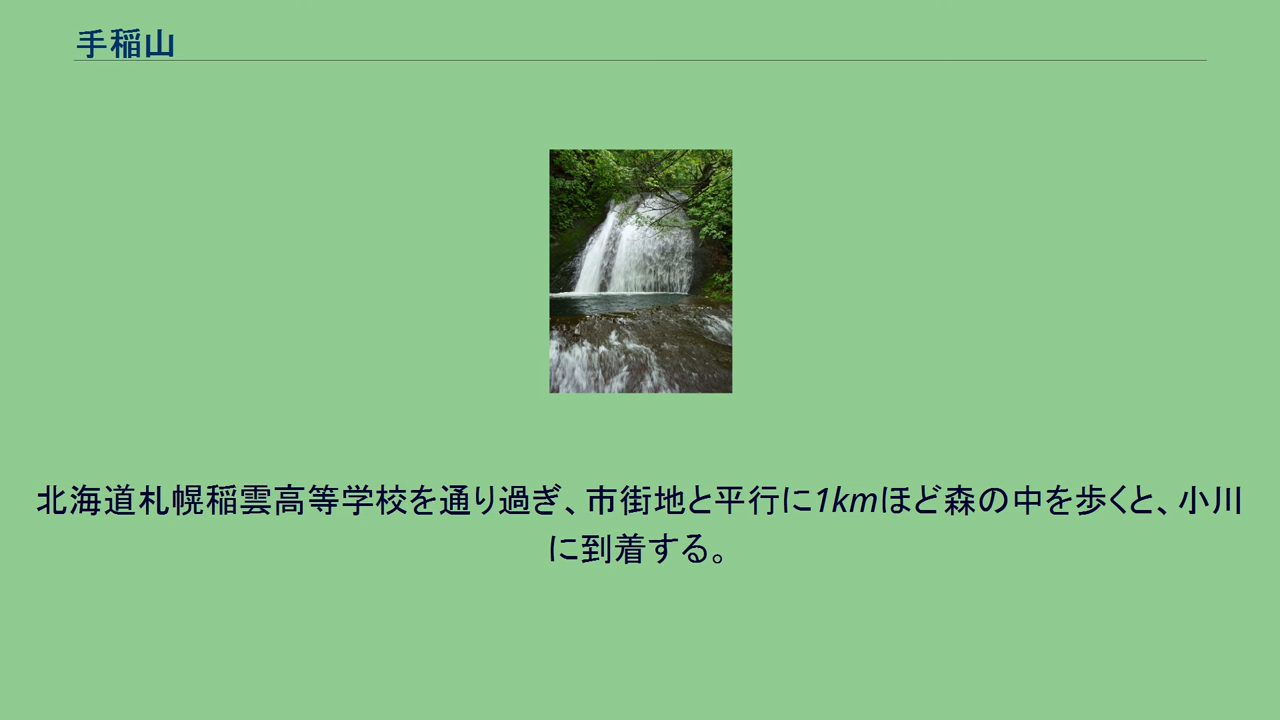 手稲山
北海道札幌稲雲高等学校を通り過ぎ、市街地と平行に1kmほど森の中を歩くと、小川
に到着する。